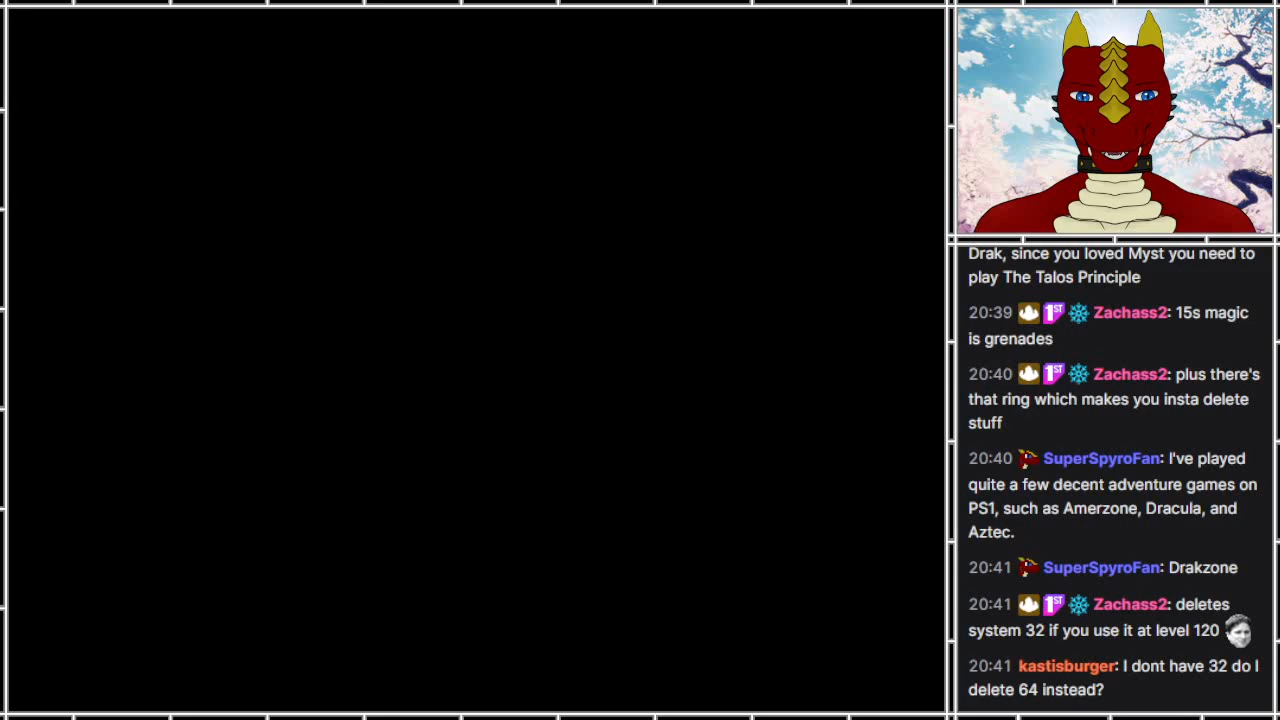 Drak, since you loved Myst you need to
play The Talos Principle
20:39 1ST Zachass2: 15s magic
is grenades
20:40 1ST Zachass2: plus there's
that ring which makes you insta delete
stuff
20:40 SuperSpyroFan: I've played
quite a few decent adventure games on
PS1, such as Amerzone, Dracula, and
Aztec.
20:41 SuperSpyroFan: Drakzone
20:41 1ST Zachass2: deletes
system 32 if you use it at level 120
20:41 kastisburger: I dont have 32 do I
delete 64 instead?